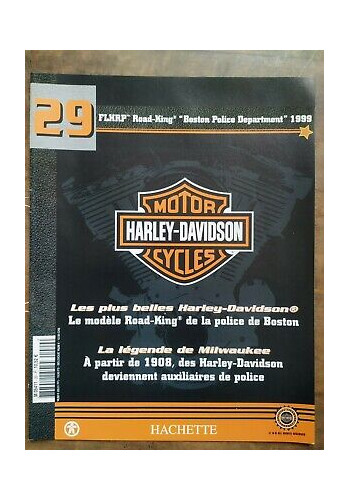 29
FLHRP™ Road-King® "Boston Police Department" 1999
MOTOR
HARLEY-DAVIDSON
CYCLES
Les plus belles Harley-Davidson®
Le modèle Road-King® de la police de Boston
La légende de Milwaukee
À partir de 1908, des Harley-Davidson
deviennent auxiliaires de police
HACHETTE